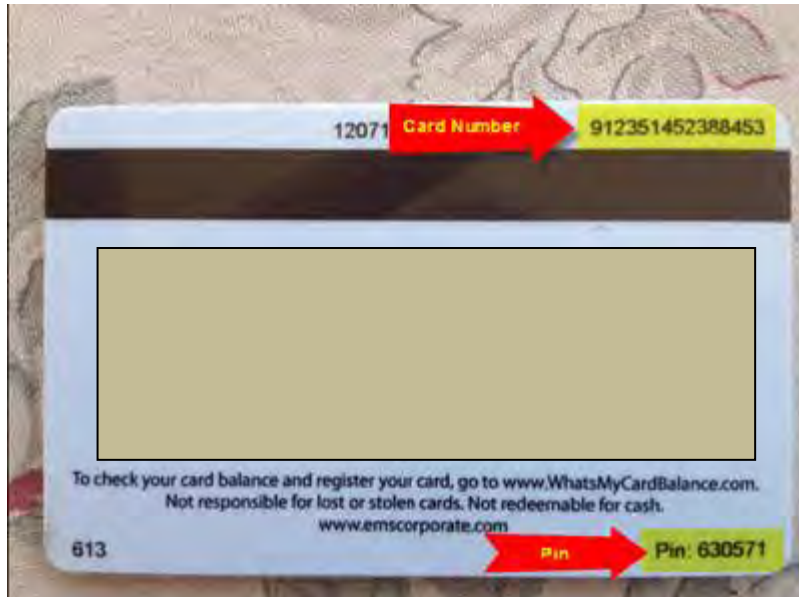 12071 Card Number 912351452388453
To check your card balance and register your card, go to www.WhatsMyCardBalance.com.
Not responsible for lost or stolen cards. Not redeemable for cash.
www.emscorporate.com
613 Pin Pin: 630571